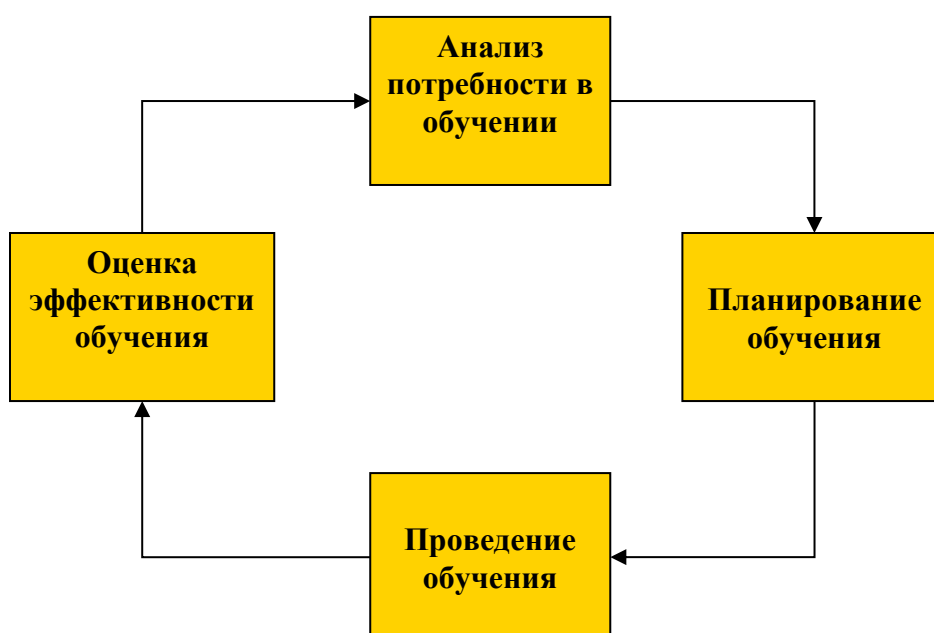 Анализ
потребности в
обучении
Оценка
эффективности
обучения
Планирование
обучения
Проведение
обучения